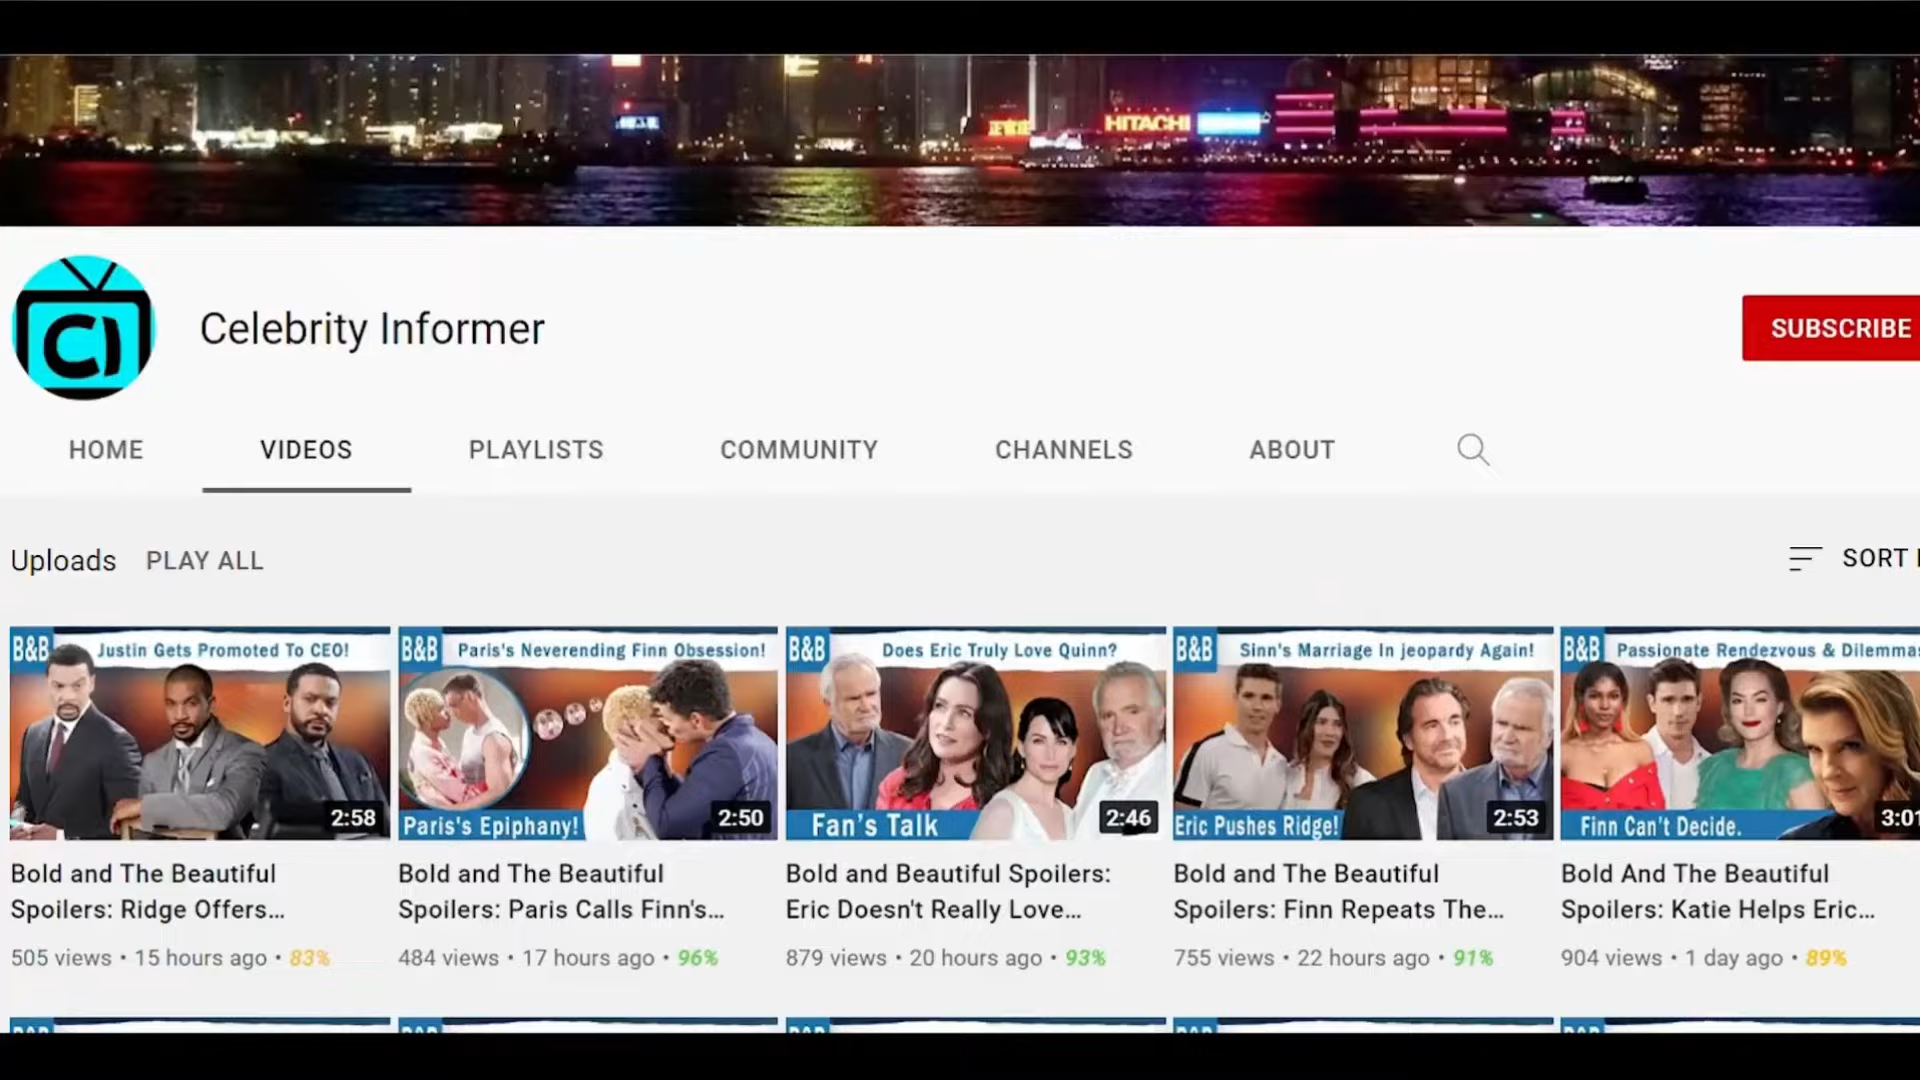 HITACHI
CI
Celebrity Informer
SUBSCRIBE
HOME
VIDEOS
PLAYLISTS
COMMUNITY
CHANNELS
ABOUT
Uploads
PLAY ALL
SORT
B&B
Justin Gets Promoted To CEO!
2:58
B&B
Paris's Neverending Finn Obsession!
Paris's Epiphany!
2:50
B&B
Does Eric Truly Love Quinn?
Fan's Talk
2:46
B&B
Sinn's Marriage In jeopardy Again!
Eric Pushes Ridge!
2:53
B&B
Passionate Rendezvous & Dilemmas
Finn Can't Decide.
3:01
Bold and The Beautiful
Spoilers: Ridge Offers...
505 views • 15 hours ago • 83%
Bold and The Beautiful
Spoilers: Paris Calls Finn's...
484 views • 17 hours ago • 96%
Bold and Beautiful Spoilers:
Eric Doesn't Really Love...
879 views • 20 hours ago • 93%
Bold and The Beautiful
Spoilers: Finn Repeats The...
755 views • 22 hours ago • 91%
Bold And The Beautiful
Spoilers: Katie Helps Eric...
904 views • 1 day ago • 89%
B&B
B&B
B&B
B&B
B&B